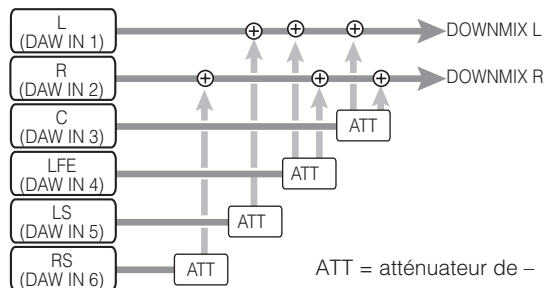 L
(DAW IN 1)
DOWNMIX L
R
(DAW IN 2)
DOWNMIX R
C
(DAW IN 3)
ATT
LFE
(DAW IN 4)
ATT
LS
(DAW IN 5)
ATT
RS
(DAW IN 6)
ATT
ATT = atténuateur de –